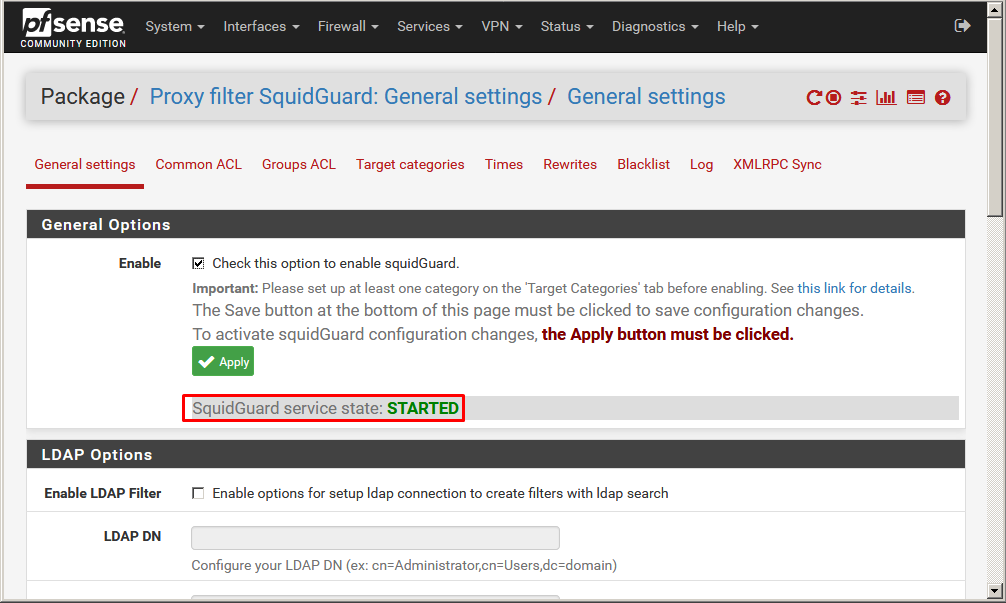 pfsense
COMMUNITY EDITION
System Interfaces Firewall Services VPN Status Diagnostics Help
Package / Proxy filter SquidGuard: General settings / General settings
General settings Common ACL Groups ACL Target categories Times Rewrites Blacklist Log XMLRPC Sync
General Options
Enable Check this option to enable squidGuard.
Important: Please set up at least one category on the 'Target Categories' tab before enabling. See this link for details.
The Save button at the bottom of this page must be clicked to save configuration changes.
To activate squidGuard configuration changes, the Apply button must be clicked.
Apply
SquidGuard service state: STARTED
LDAP Options
Enable LDAP Filter Enable options for setup ldap connection to create filters with ldap search
LDAP DN
Configure your LDAP DN (ex: cn=Administrator,cn=Users,dc=domain)